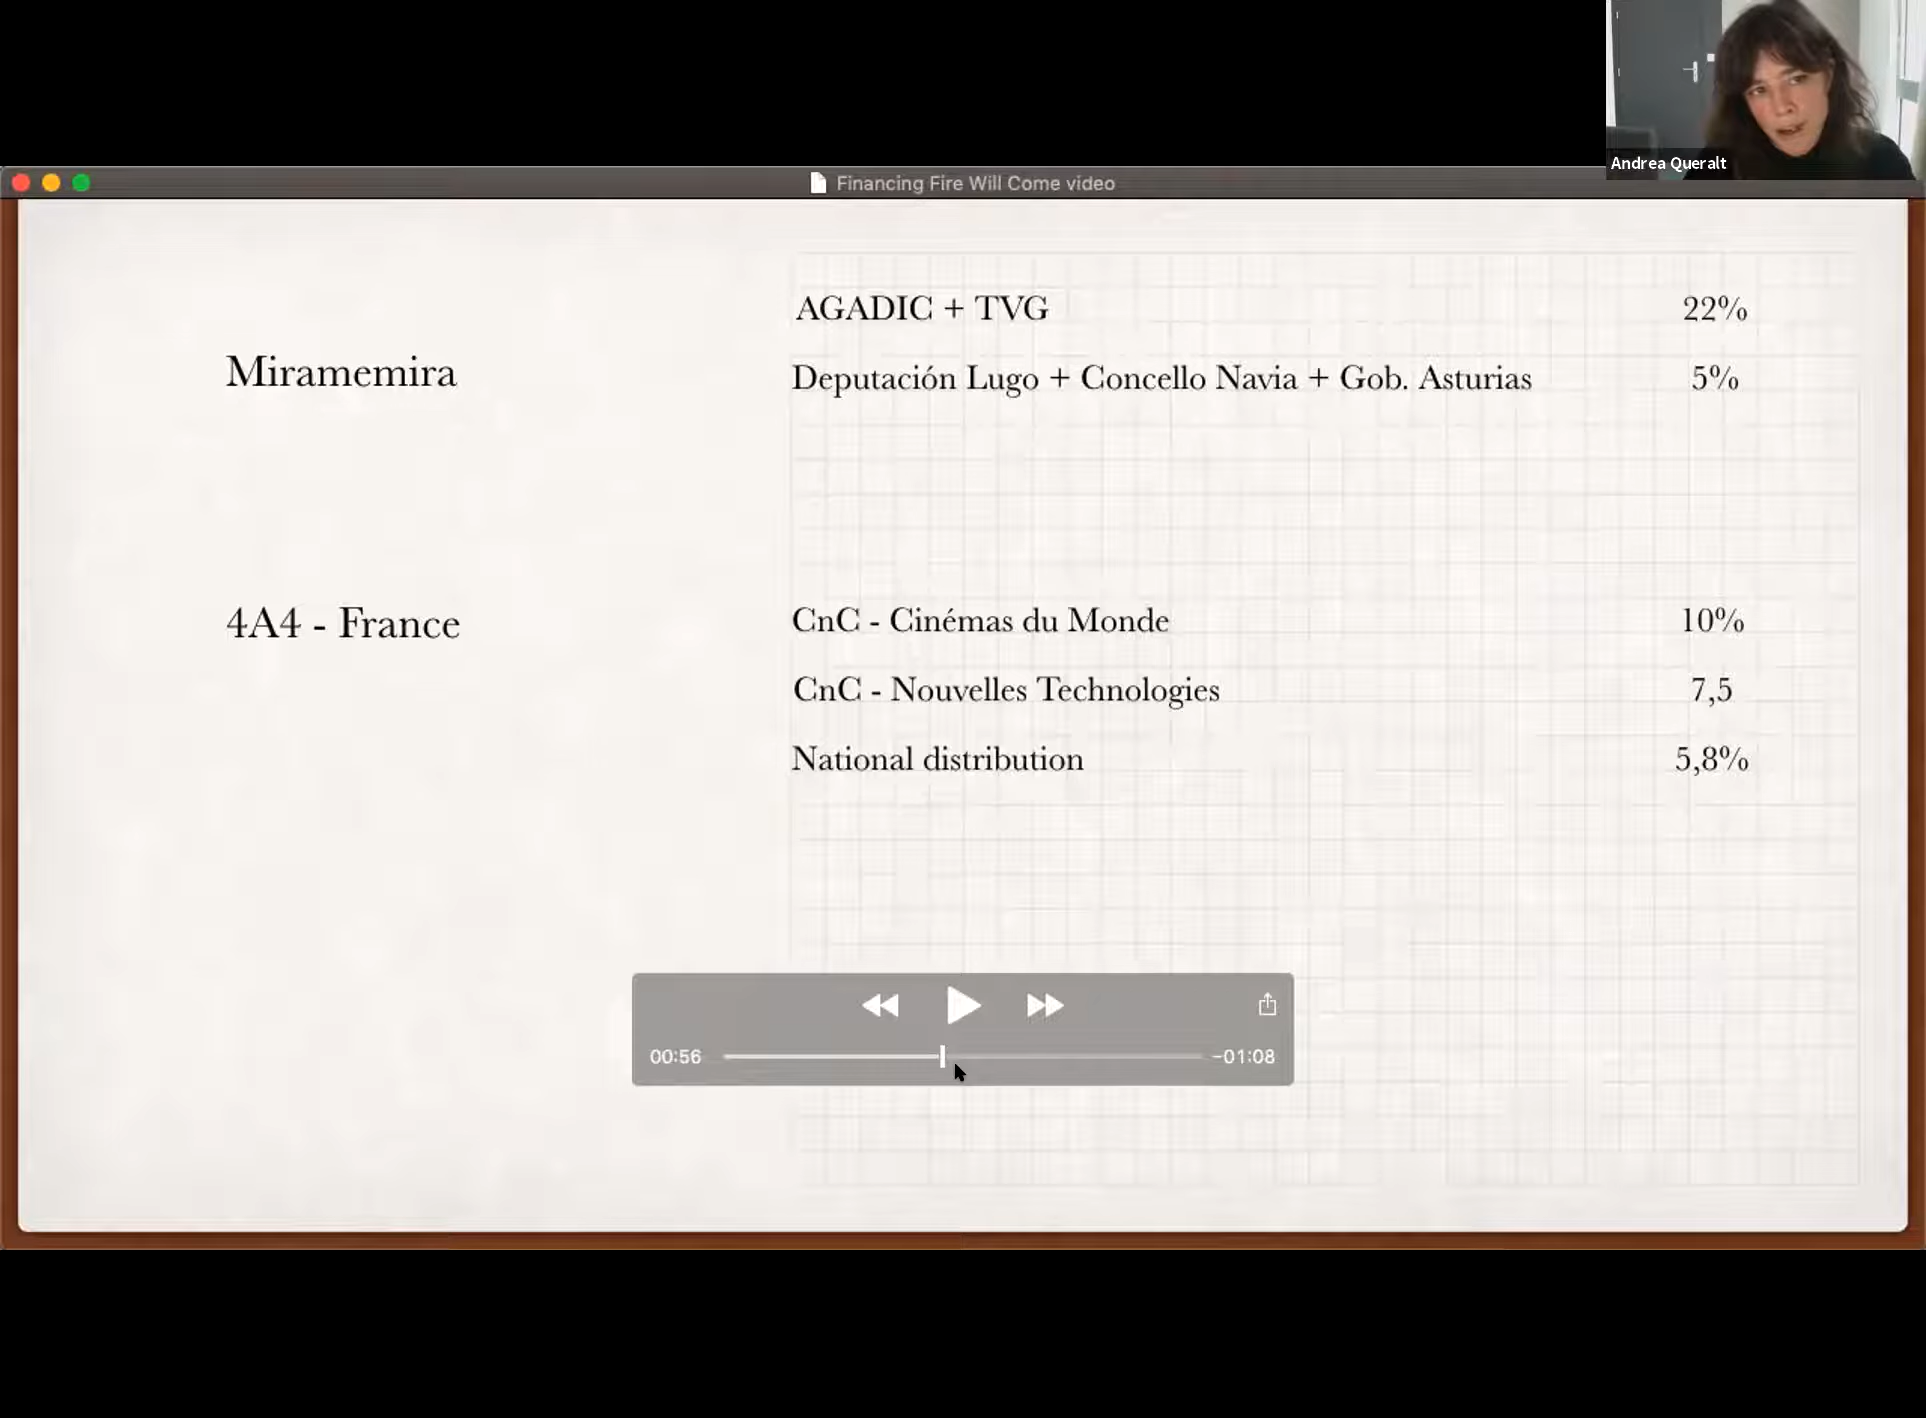 Andrea Queralt
Financing Fire Will Come video
AGADIC + TVG 22%
Miramemira
Deputación Lugo + Concello Navia + Gob. Asturias 5%
4A4 - France
CnC - Cinémas du Monde 10%
CnC - Nouvelles Technologies 7,5
National distribution 5,8%
00:56
-01:08